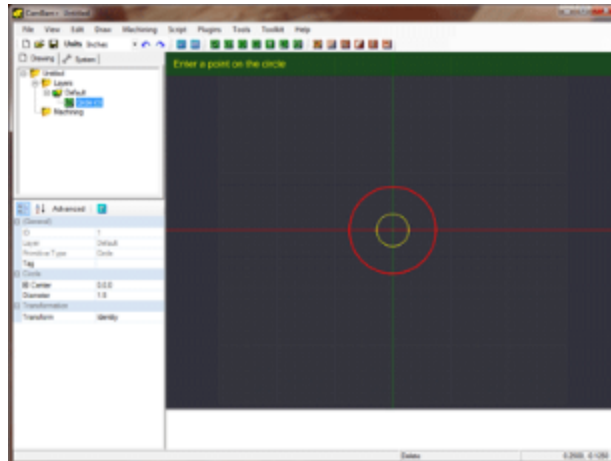 CamBam+ Untitled
File View Edit Draw Machining Script Plugins Tools Toolkit Help
Units Inches
Drawing System
Enter a point on the circle
Untitled
Layers
Default
Circle (1)
Machining
Advanced
(General)
ID 1
Layer Default
Primitive Type Circle
Tag
Circle
Center 0,0,0
Diameter 1.0
Transformation
Transform Identity